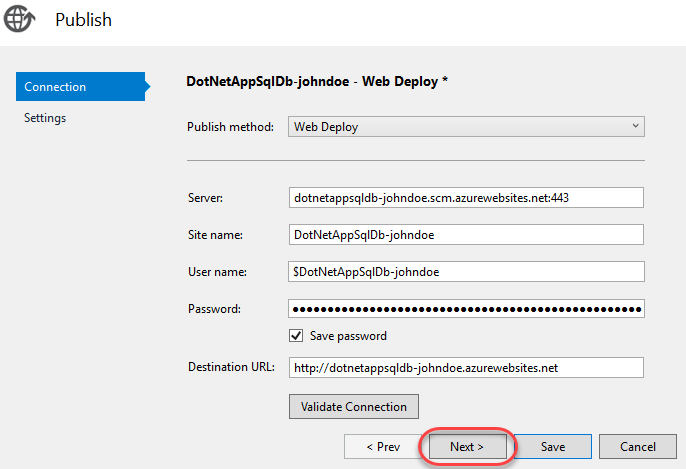 Publish
Connection
Settings
DotNetAppSqlDb-johndoe - Web Deploy *
Publish method: Web Deploy
Server: dotnetappsqldb-johndoe.scm.azurewebsites.net:443
Site name: DotNetAppSqlDb-johndoe
User name: $DotNetAppSqlDb-johndoe
Password: ●●●●●●●●●●●●●●●●●●●●●●●●●●●●●●●●●●●●●●●●●●●●●●●●●●
Save password
Destination URL: http://dotnetappsqldb-johndoe.azurewebsites.net
Validate Connection
< Prev Next > Save Cancel